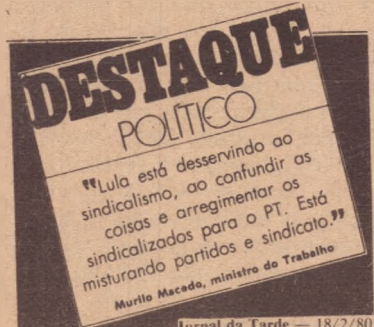 DESTAQUE
POLÍTICO
"Lula está desservindo ao
sindicalismo, ao confundir as
coisas e arregimentar os
sindicalizados para o PT. Está
misturando partidos e sindicato."
Murilo Macedo, ministro do Trabalho
Jornal da Tarde — 18/2/80